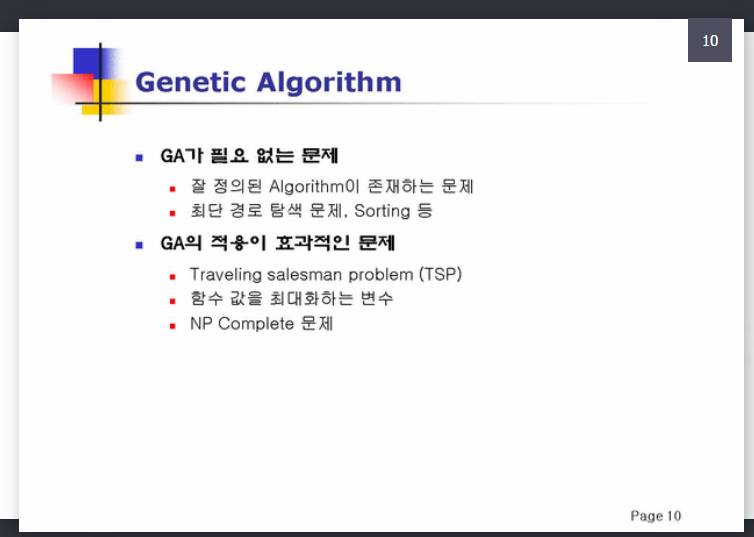 10
Genetic Algorithm
GA가 필요 없는 문제
잘 정의된 Algorithm이 존재하는 문제
최단 경로 탐색 문제, Sorting 등
GA의 적용이 효과적인 문제
Traveling salesman problem (TSP)
함수 값을 최대화하는 변수
NP Complete 문제
Page 10